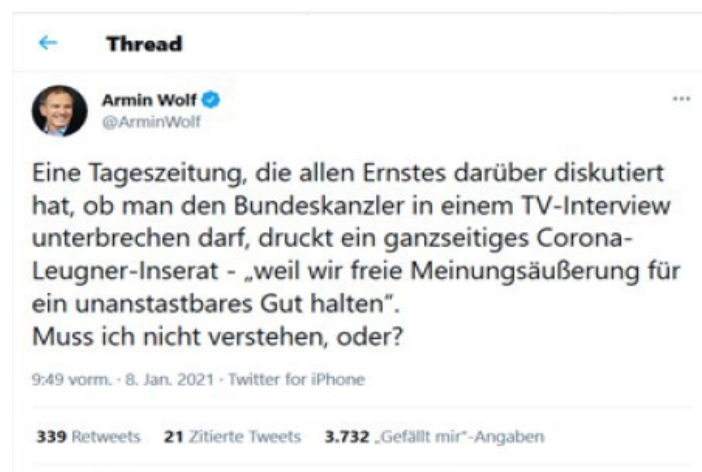 ← Thread
Armin Wolf
@ArminWolf
Eine Tageszeitung, die allen Ernstes darüber diskutiert
hat, ob man den Bundeskanzler in einem TV-Interview
unterbrechen darf, druckt ein ganzseitiges Corona-
Leugner-Inserat - „weil wir freie Meinungsäußerung für
ein unanstastbares Gut halten“.
Muss ich nicht verstehen, oder?
9:49 vorm. · 8. Jan. 2021 · Twitter for iPhone
339 Retweets 21 Zitierte Tweets 3.732 „Gefällt mir“-Angaben